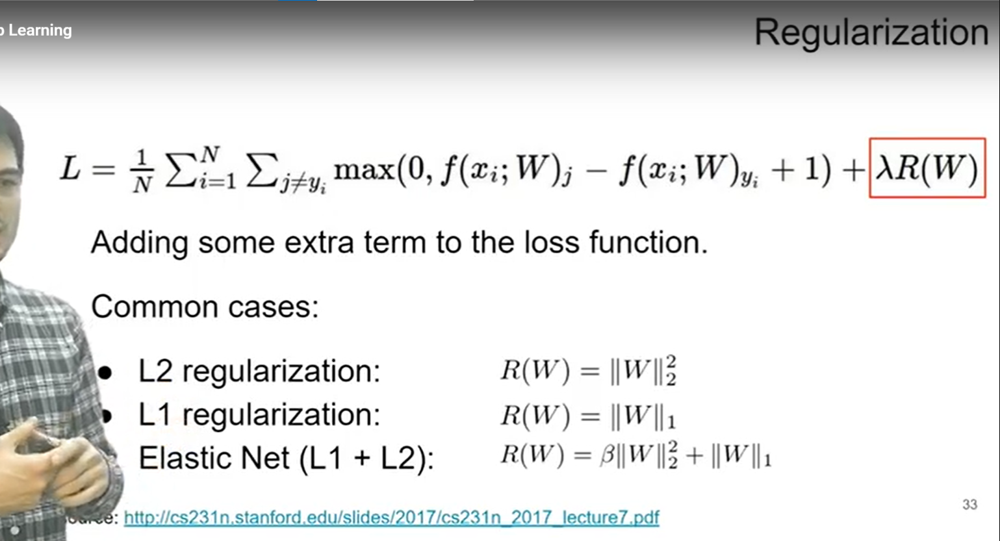 Learning
Regularization
L = \frac{1}{N} \sum_{i=1}^{N} \sum_{j \neq y_i} \max(0, f(x_i; W)_j - f(x_i; W)_{y_i} + 1) + \lambda R(W)
Adding some extra term to the loss function.
Common cases:
● L2 regularization: R(W) = \|W\|_2^2
● L1 regularization: R(W) = \|W\|_1
Elastic Net (L1 + L2): R(W) = \beta\|W\|_2^2 + \|W\|_1
http://cs231n.stanford.edu/slides/2017/cs231n_2017_lecture7.pdf
33